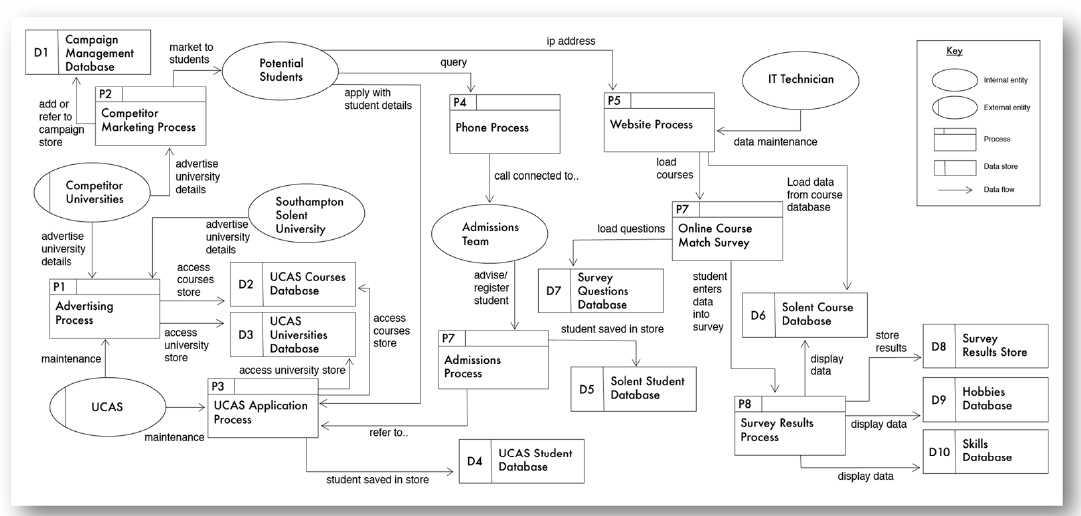 D1
Campaign
Management
Database
market to
students
Potential
Students
ip address
query
IT Technician
Key
Internal entity
External entity
Process
Data store
Data flow
add or
refer to
campaign
store
P2
Competitor
Marketing Process
apply with
student details
P4
Phone Process
P5
Website Process
data maintenance
advertise
university
details
call connected to..
load
courses
Load data
from course
database
Competitor
Universities
Southampton
Solent
University
advertise
university
details
advertise
university
details
Admissions
Team
P7
Online Course
Match Survey
load questions
P1
Advertising
Process
access
courses
store
D2
UCAS Courses
Database
access
university
store
D3
UCAS
Universities
Database
access
courses
store
advise/
register
student
D7
Survey
Questions
Database
student
enters
data
into
survey
D6
Solent Course
Database
student saved in store
P7
Admissions
Process
D5
Solent Student
Database
display
data
store
results
D8
Survey
Results Store
maintenance
access university store
UCAS
P3
UCAS Application
Process
maintenance
refer to..
P8
Survey Results
Process
display data
D9
Hobbies
Database
D10
Skills
Database
display data
D4
UCAS Student
Database
student saved in store